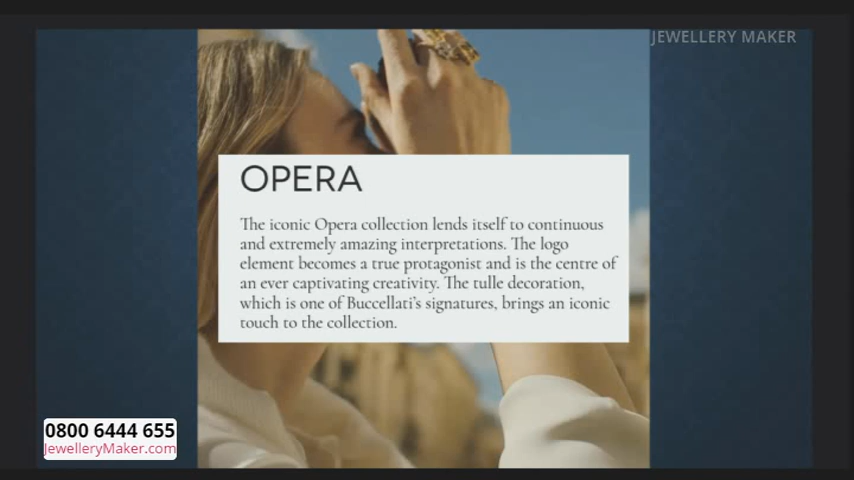 JEWELLERY MAKER
OPERA
The iconic Opera collection lends itself to continuous
and extremely amazing interpretations. The logo
element becomes a true protagonist and is the centre of
an ever captivating creativity. The tulle decoration,
which is one of Buccellati's signatures, brings an iconic
touch to the collection.
0800 6444 655
JewelleryMaker.com